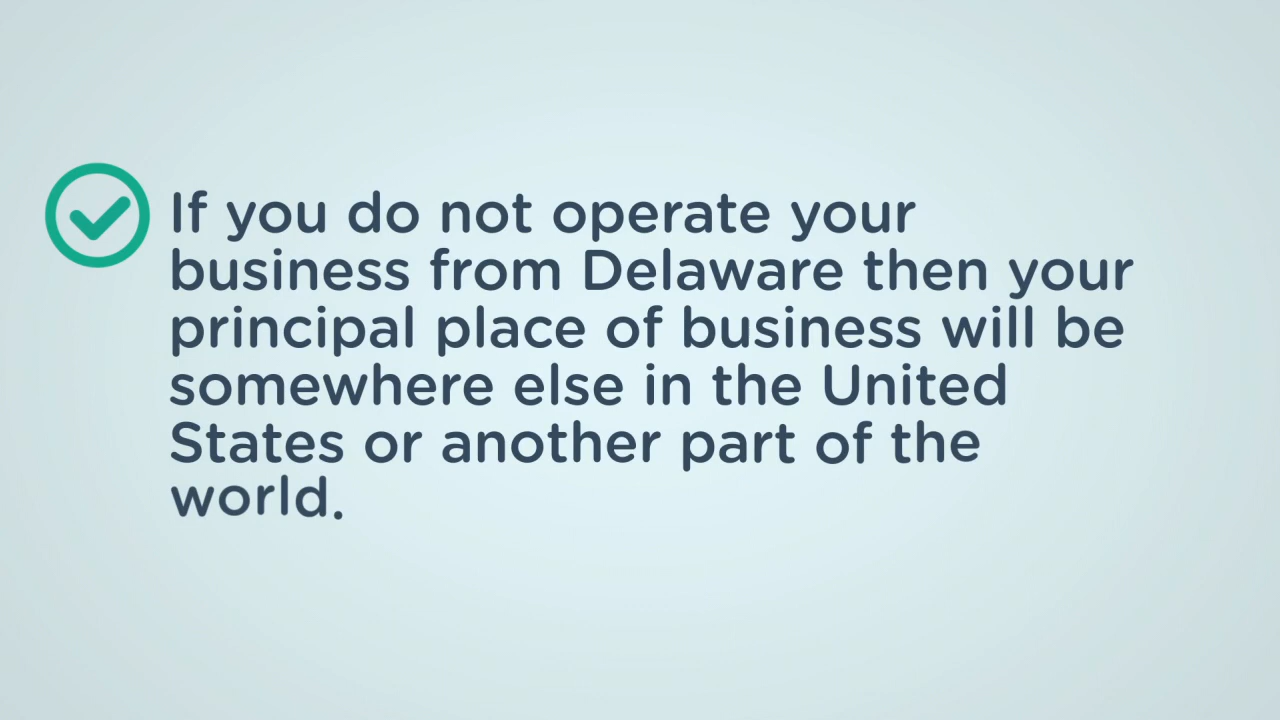 If you do not operate your
business from Delaware then your
principal place of business will be
somewhere else in the United
States or another part of the
world.